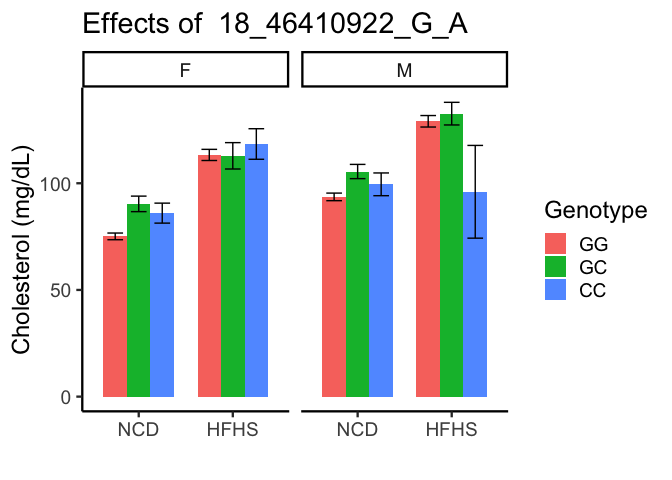 Effects of  18_46410922_G_A
F
M
Cholesterol (mg/dL)
100
50
0
NCD
HFHS
NCD
HFHS
Genotype
GG
GC
CC